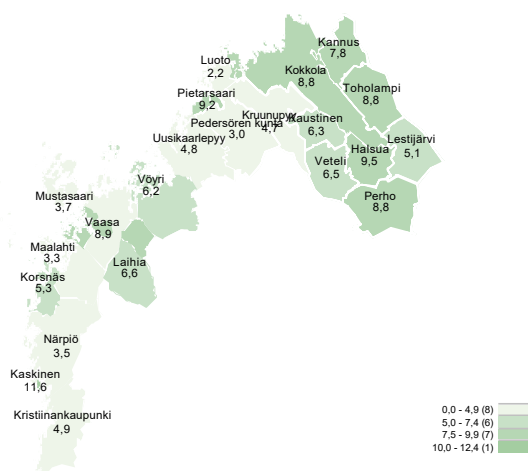 Kannus
7,8
Luoto
2,2
Kokkola
8,8
Toholampi
8,8
Pietarsaari
9,2
Kruunupyy
4,7
Kaustinen
6,3
Pedersören kunta
3,0
Uusikaarlepyy
4,8
Lestijärvi
5,1
Halsua
9,5
Veteli
6,5
Vöyri
6,2
Perho
8,8
Mustasaari
3,7
Vaasa
8,9
Maalahti
3,3
Laihia
6,6
Korsnäs
5,3
Närpiö
3,5
Kaskinen
11,6
Kristiinankaupunki
4,9
0,0 - 4,9 (8)
5,0 - 7,4 (6)
7,5 - 9,9 (7)
10,0 - 12,4 (1)